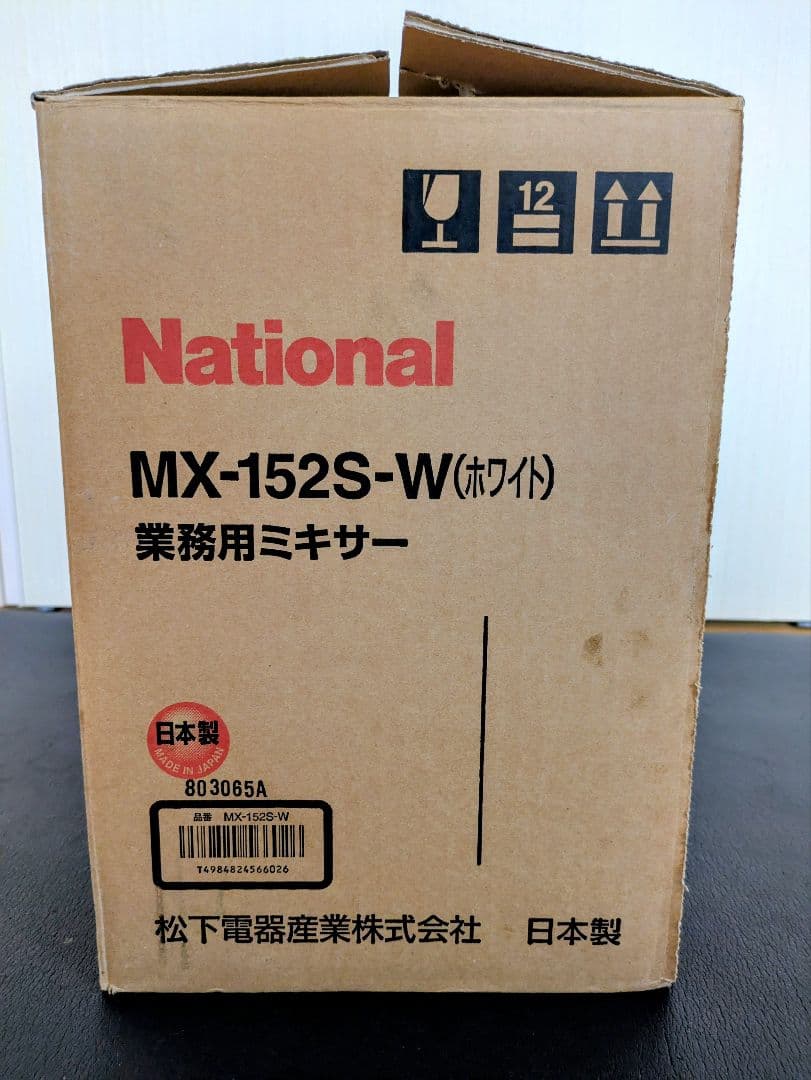 12
National
MX-152S-W(ホワイト)
業務用ミキサー
日本製
MADE IN JAPAN
803065A
品番 MX-152S-W
T4984824566026
松下電器産業株式会社 日本製